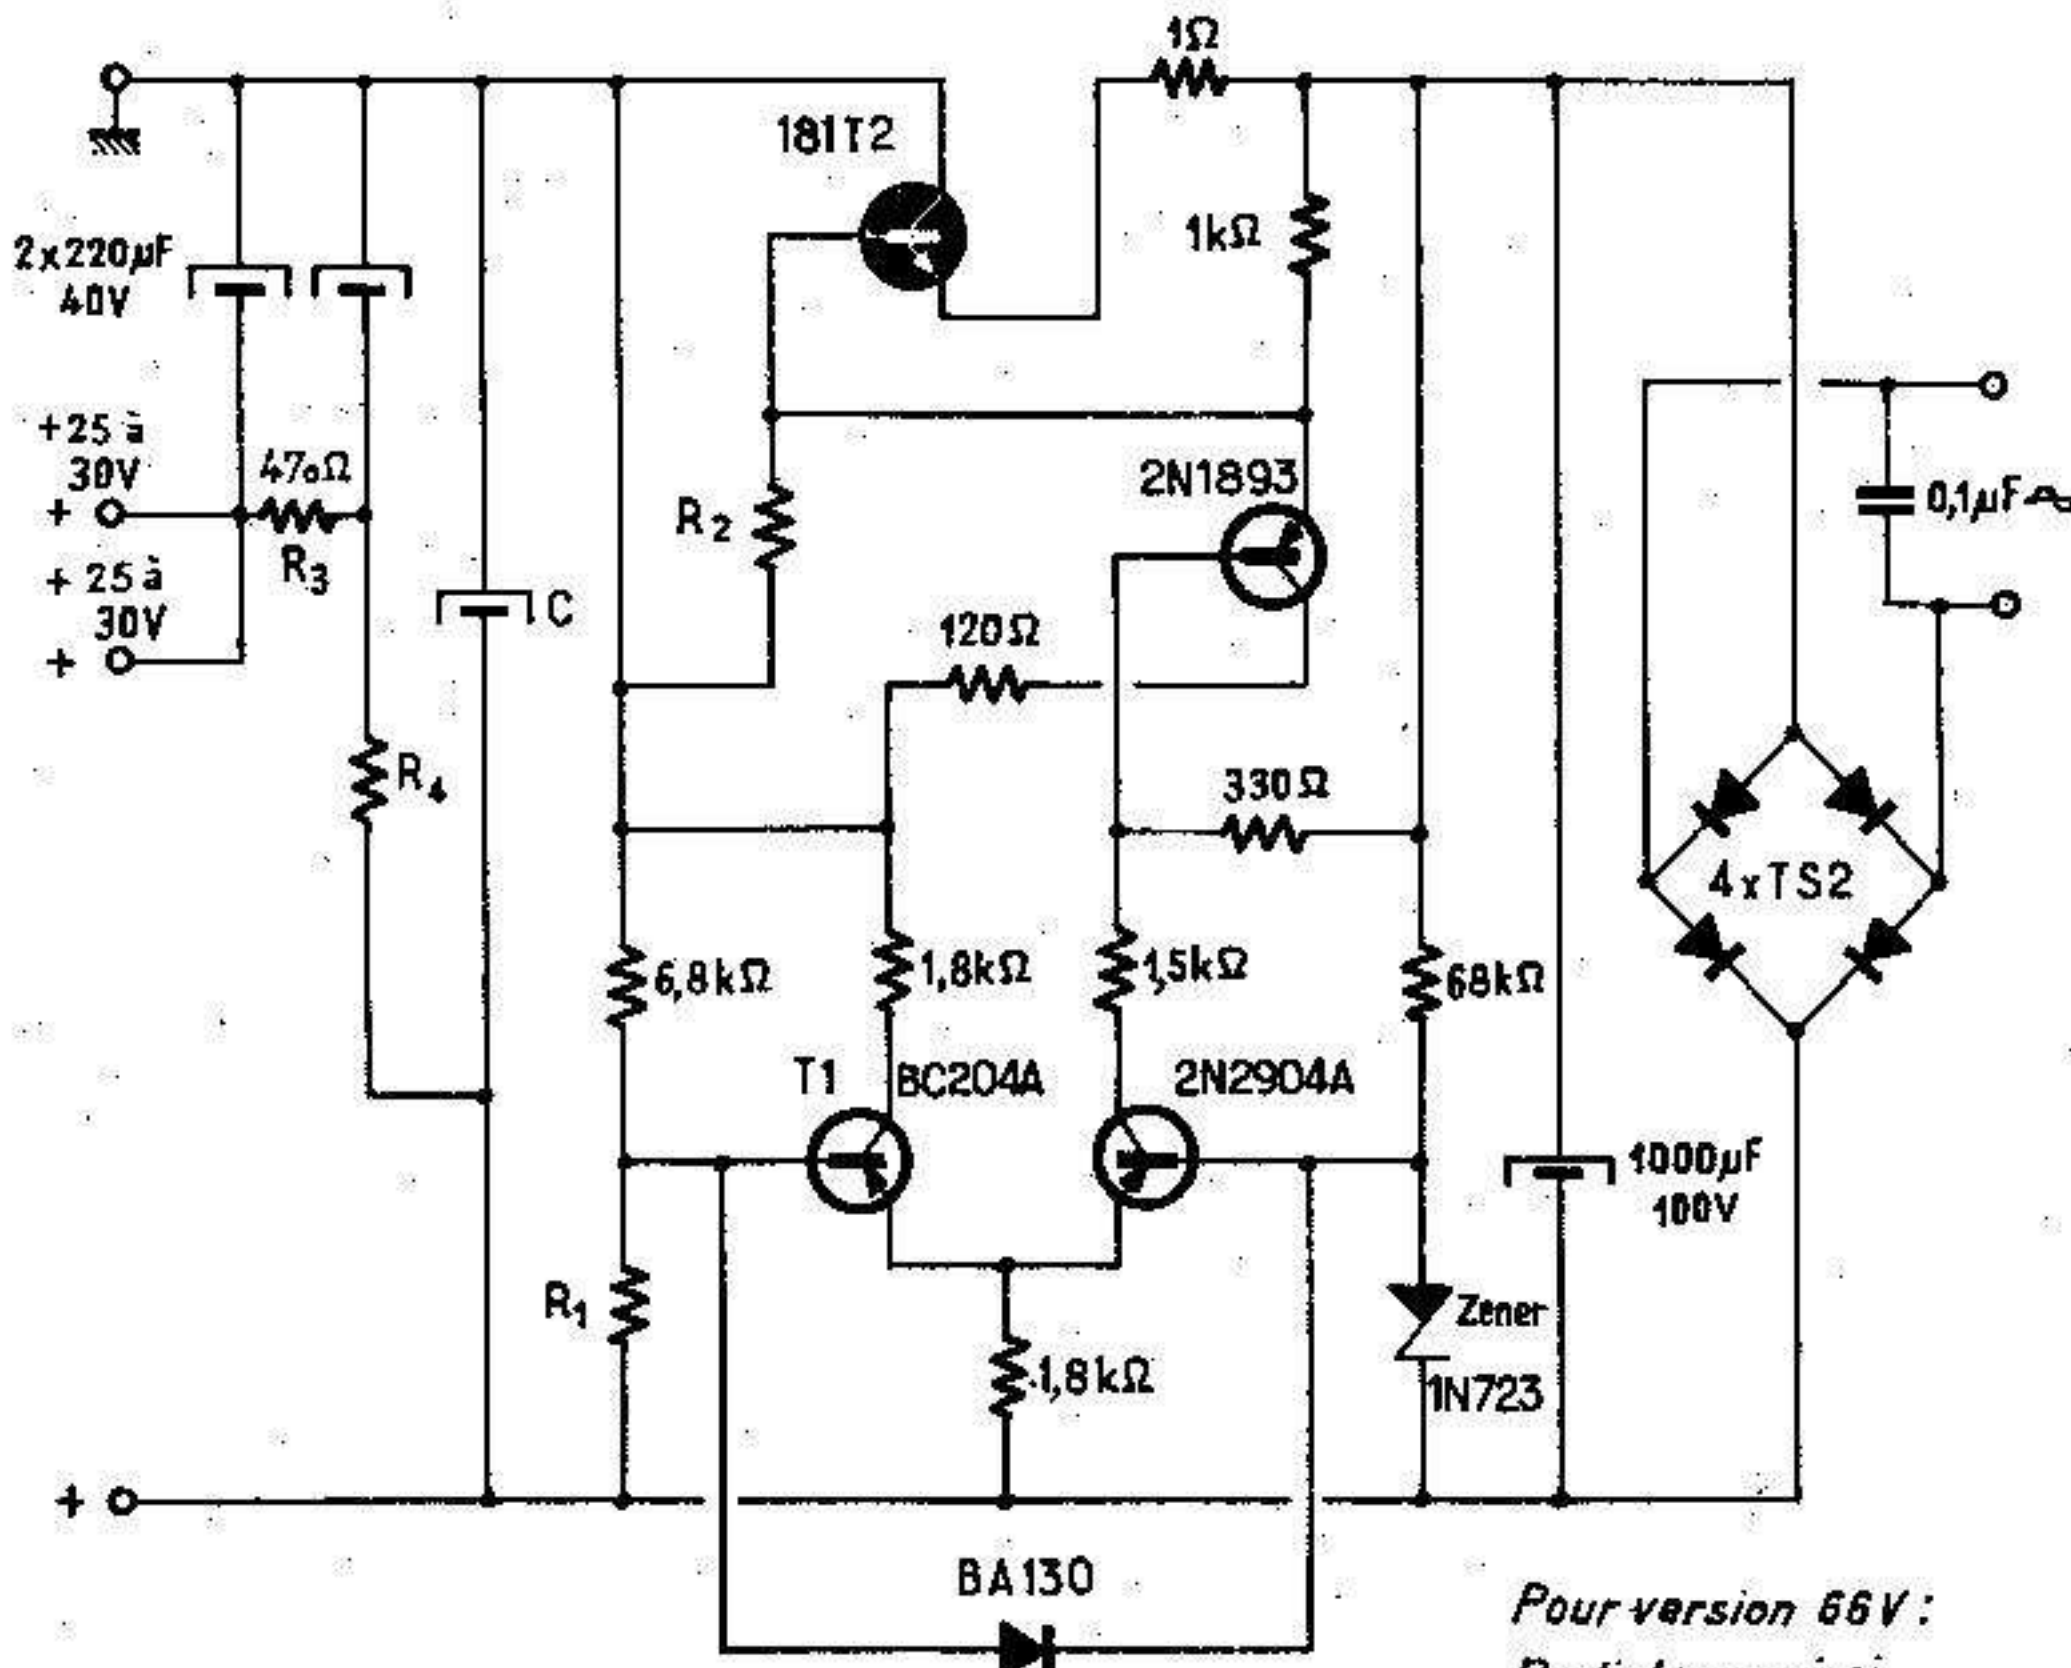 1Ω
181T2
1kΩ
2x220µF
40V
+25 à
30V
470Ω
+
R3
+ 25 à
30V
+
C
R2
2N1893
0,1µF
120Ω
R4
330Ω
4xTS2
6,8kΩ
1,8kΩ
1,5kΩ
68kΩ
T1
BC204A
2N2904A
1000µF
100V
R1
Zener
1,8kΩ
1N723
+
BA130
Pour version 66V :